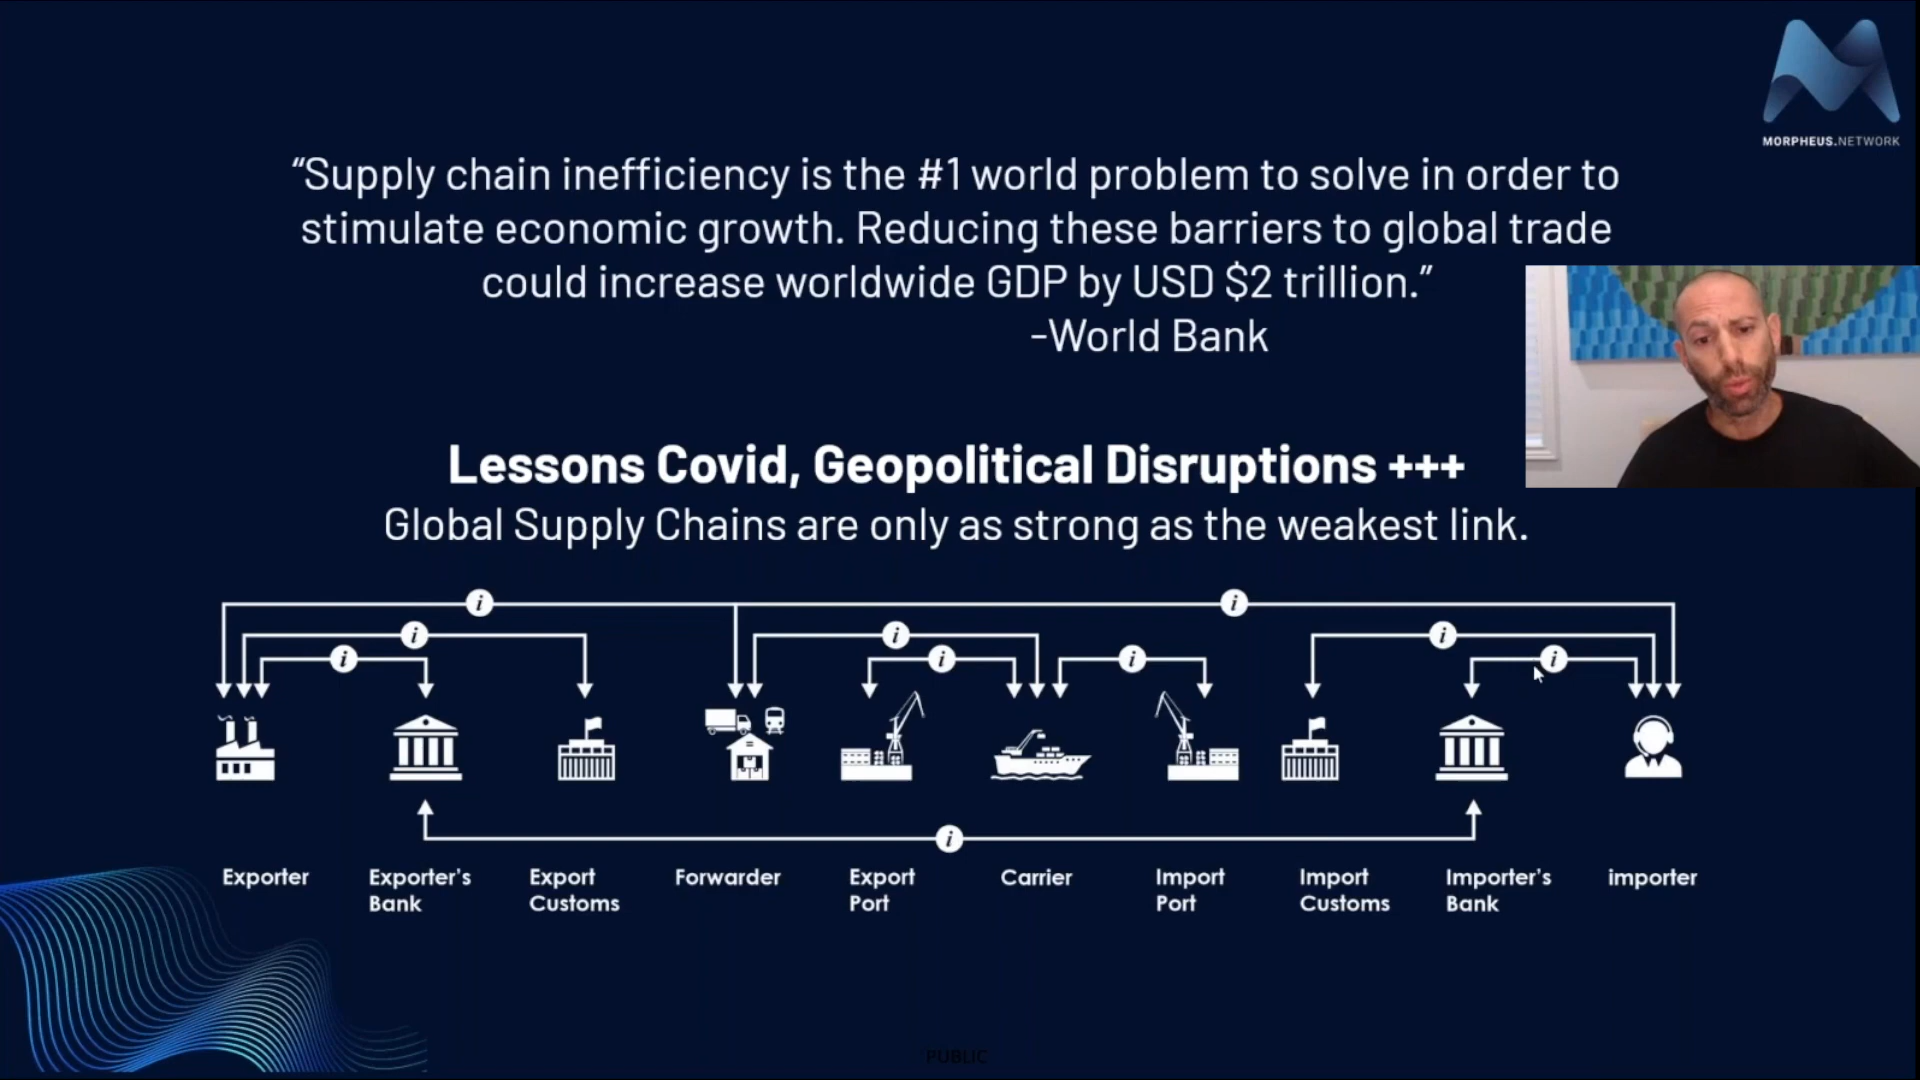 MORPHEUS.NETWORK
“Supply chain inefficiency is the #1 world problem to solve in order to
stimulate economic growth. Reducing these barriers to global trade
could increase worldwide GDP by USD $2 trillion.”
-World Bank
Lessons Covid, Geopolitical Disruptions +++
Global Supply Chains are only as strong as the weakest link.
i i
i i i
i i i i
i
Exporter
Exporter's
Bank
Export
Customs
Forwarder
Export
Port
Carrier
Import
Port
Import
Customs
Importer's
Bank
importer
PUBLIC